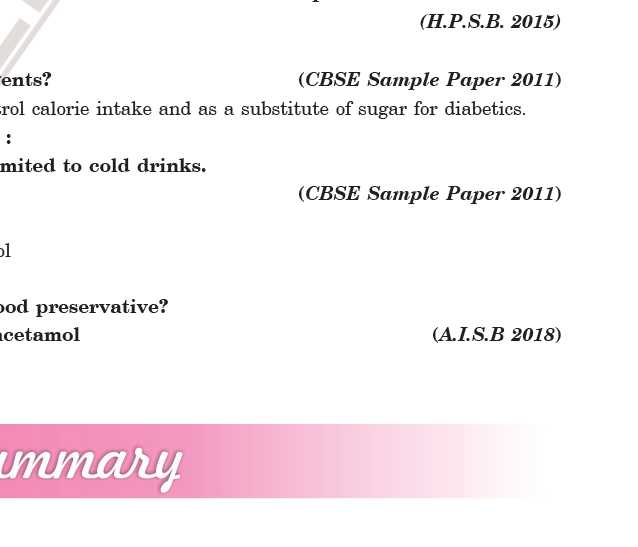 (H.P.S.B. 2015)
ents? (CBSE Sample Paper 2011)
rol calorie intake and as a substitute of sugar for diabetics.
:
mited to cold drinks.
(CBSE Sample Paper 2011)
ol
ood preservative?
acetamol (A.I.S.B 2018)
ummary